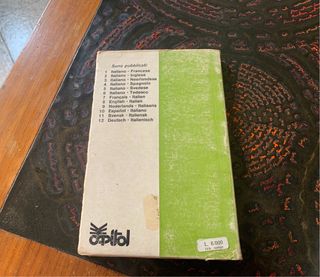 Sono pubblicati
1 Italiano - Francese
2 Italiano - Inglese
3 Italiano - Neerlandese
4 Italiano - Spagnolo
5 Italiano - Svedese
6 Italiano - Tedesco
7 Français - Italien
8 English - Italian
9 Nederlands - Italiaans
10 Español - Italiano
11 Svensk - Italiensk
12 Deutsch - Italienisch
capitol
L. 6.000